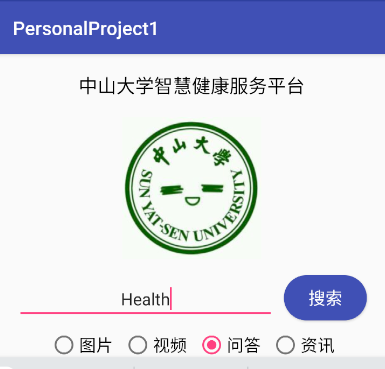 PersonalProject1
中山大学智慧健康服务平台
中山大学
SUN YAT-SEN UNIVERSITY
Health
搜索
图片 视频 问答 资讯